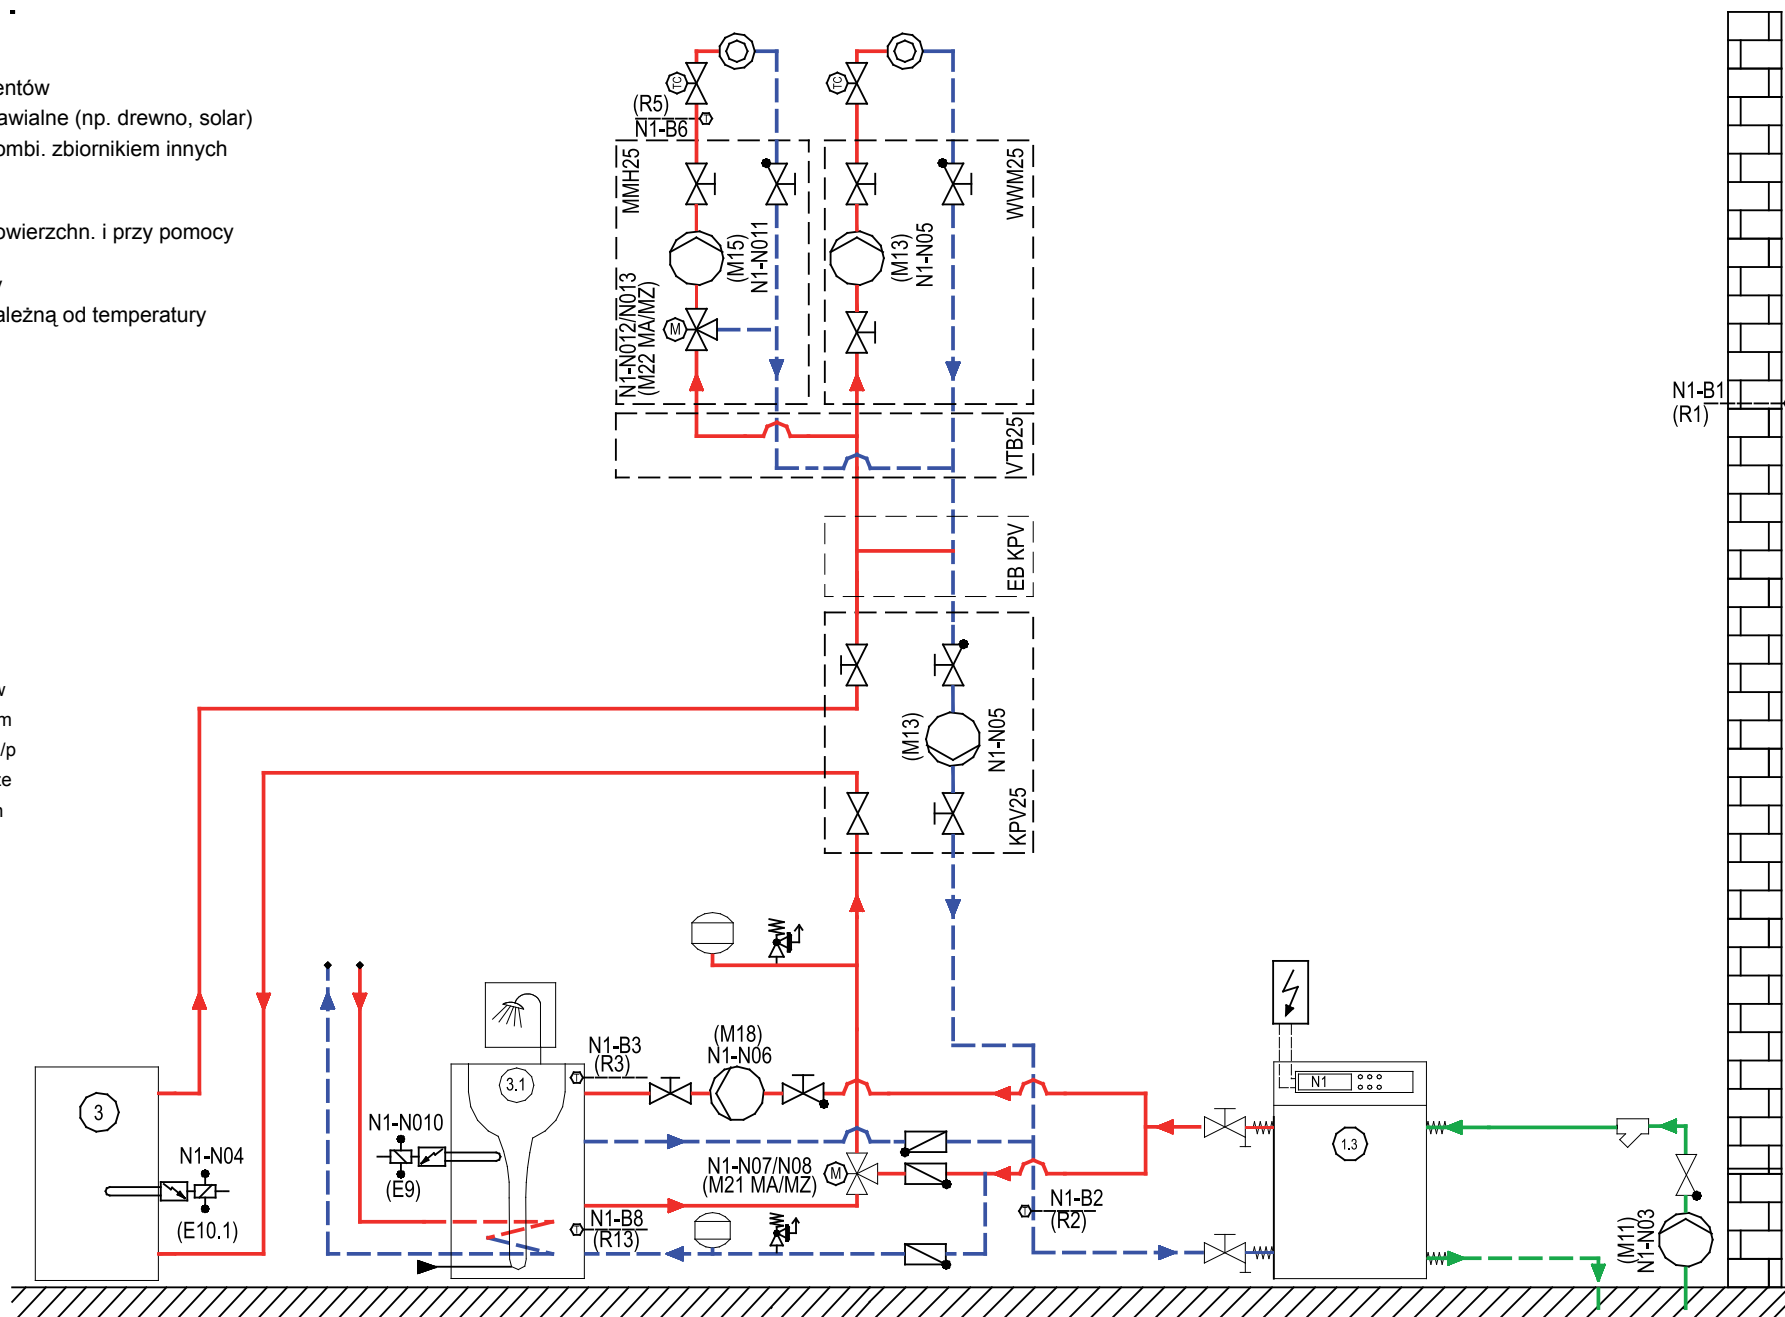 entów
awialne (np. drewno, solar)
ombi. zbiornikiem innych
owierzchn. i przy pomocy
y
ależną od temperatury
w
m
/p
te
n
TC
TC
(R5)
N1-B6
T
MMH25
WWM25
(M15)
N1-N011
(M13)
N1-N05
N1-N012/N013
(M22 MA/MZ)
M
VTB25
EB KPV
(M13)
N1-N05
KPV25
N1-B1
(R1)
3
N1-N04
(E10.1)
N1-N010
(E9)
3.1
N1-B3
(R3)
T
(M18)
N1-N06
N1-N07/N08
(M21 MA/MZ)
M
N1-B8
(R13)
T
N1-B2
(R2)
T
N1
1.3
(M11)
N1-N03